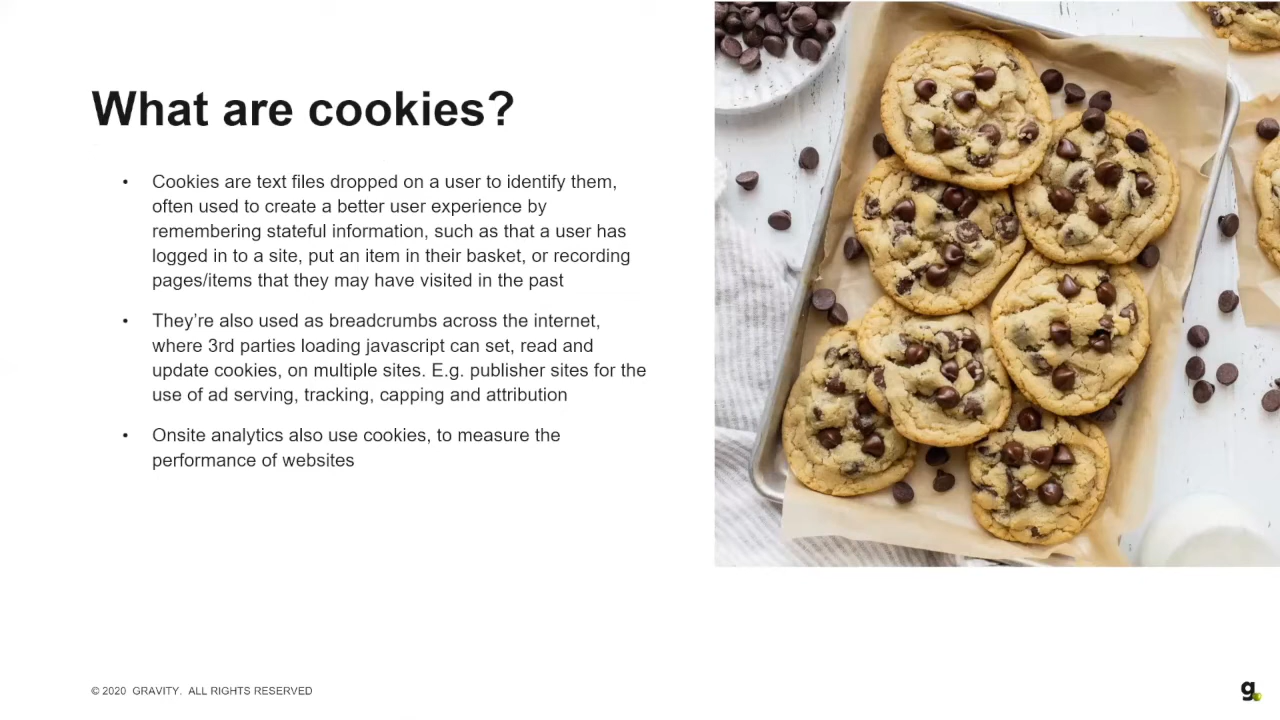 What are cookies?
• Cookies are text files dropped on a user to identify them,
often used to create a better user experience by
remembering stateful information, such as that a user has
logged in to a site, put an item in their basket, or recording
pages/items that they may have visited in the past
• They’re also used as breadcrumbs across the internet,
where 3rd parties loading javascript can set, read and
update cookies, on multiple sites. E.g. publisher sites for the
use of ad serving, tracking, capping and attribution
• Onsite analytics also use cookies, to measure the
performance of websites
© 2020 GRAVITY. ALL RIGHTS RESERVED
g.